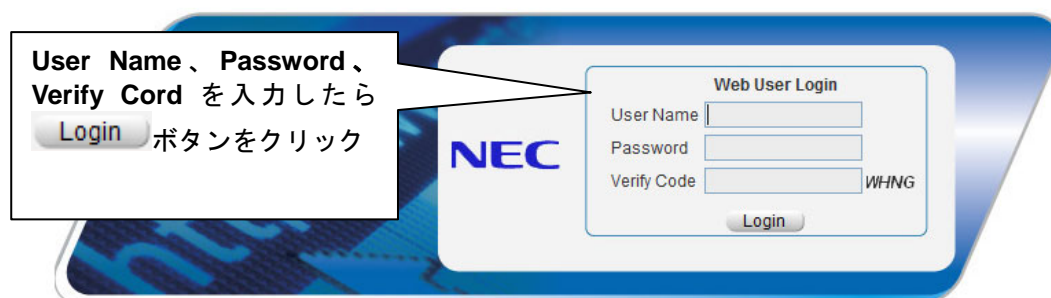 User Name、Password、
Verify Cord を入力したら
Login ボタンをクリック
NEC
Web User Login
User Name
Password
Verify Code WHNG
Login
http